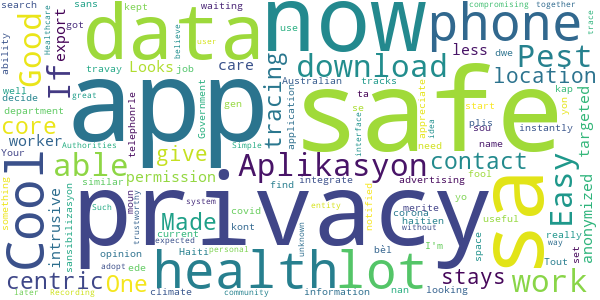 search sans kept waiting compromising together
Healthcare got use trace
ability Good If export data now phone less Pest
Looks care believe dwe
job user tracing download location
well travay Australian tracks kap
decide great ta
department core gen Government application se start yon
worker telephonrle app safe plis idea appreciate instantly targeted
Your Authorities Simple interface need sou name
Cool able give Aplikasyon contact Easy
something permission find integrate advertising fool anonymized
similar entity notified merite yo
intrusive sansibilizasyon moun trustworthy privacy sa
Such system covid corona haitien useful really
Made current expected kont unknown without I'm space way
opinion Haiti bèl set
centric One health lot stays work
ede personal Tout
adopt climate information nan looking
later Recording community